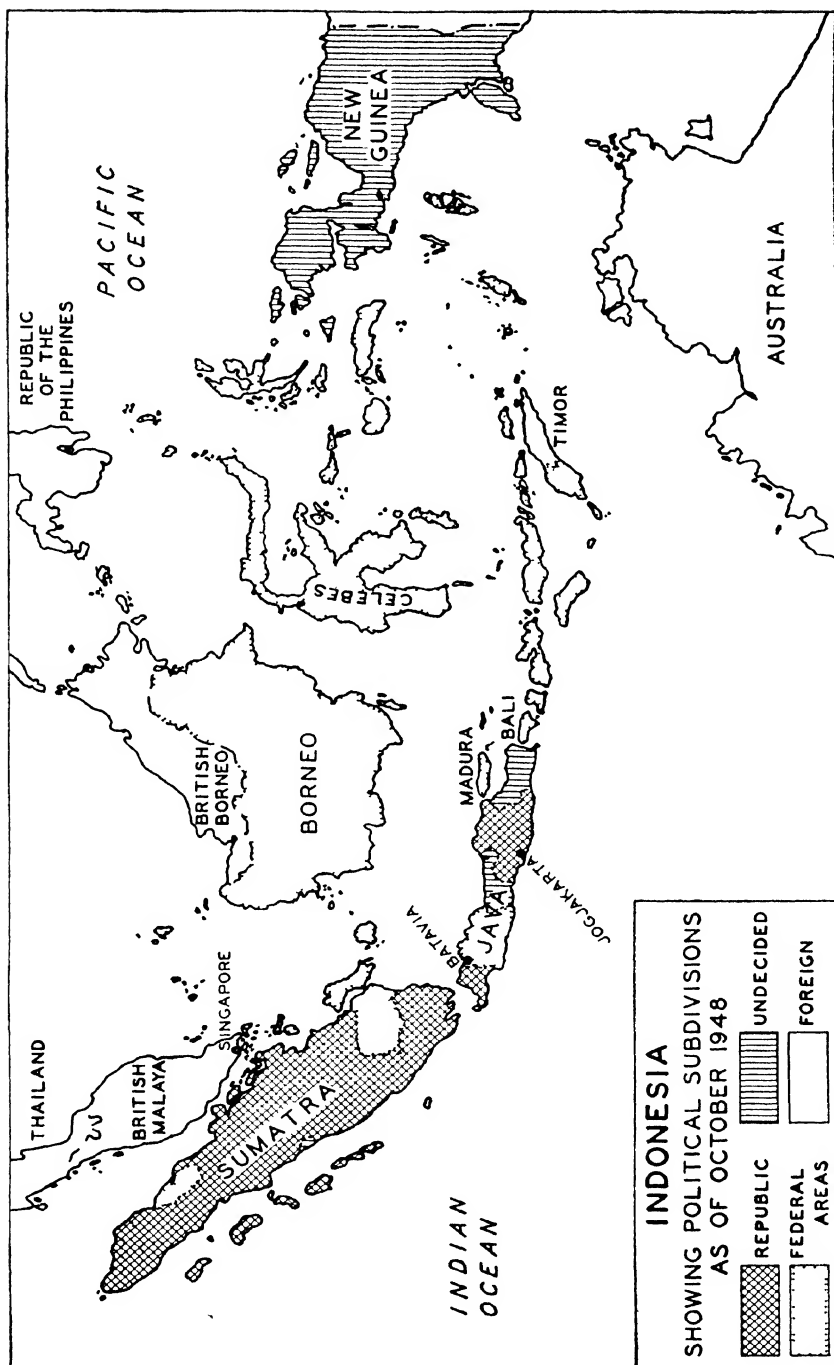 THAILAND
BRITISH
MALAYA
SINGAPORE
SUMATRA
INDIAN
OCEAN
REPUBLIC
OF THE
PHILIPPINES
PACIFIC
OCEAN
BRITISH
BORNEO
BORNEO
CELEBES
NEW
GUINEA
BATAVIA
JAVA
JOGJAKARTA
MADURA
BALI
TIMOR
AUSTRALIA
INDONESIA
SHOWING POLITICAL SUBDIVISIONS
AS OF OCTOBER 1948
REPUBLIC
UNDECIDED
FEDERAL
AREAS
FOREIGN